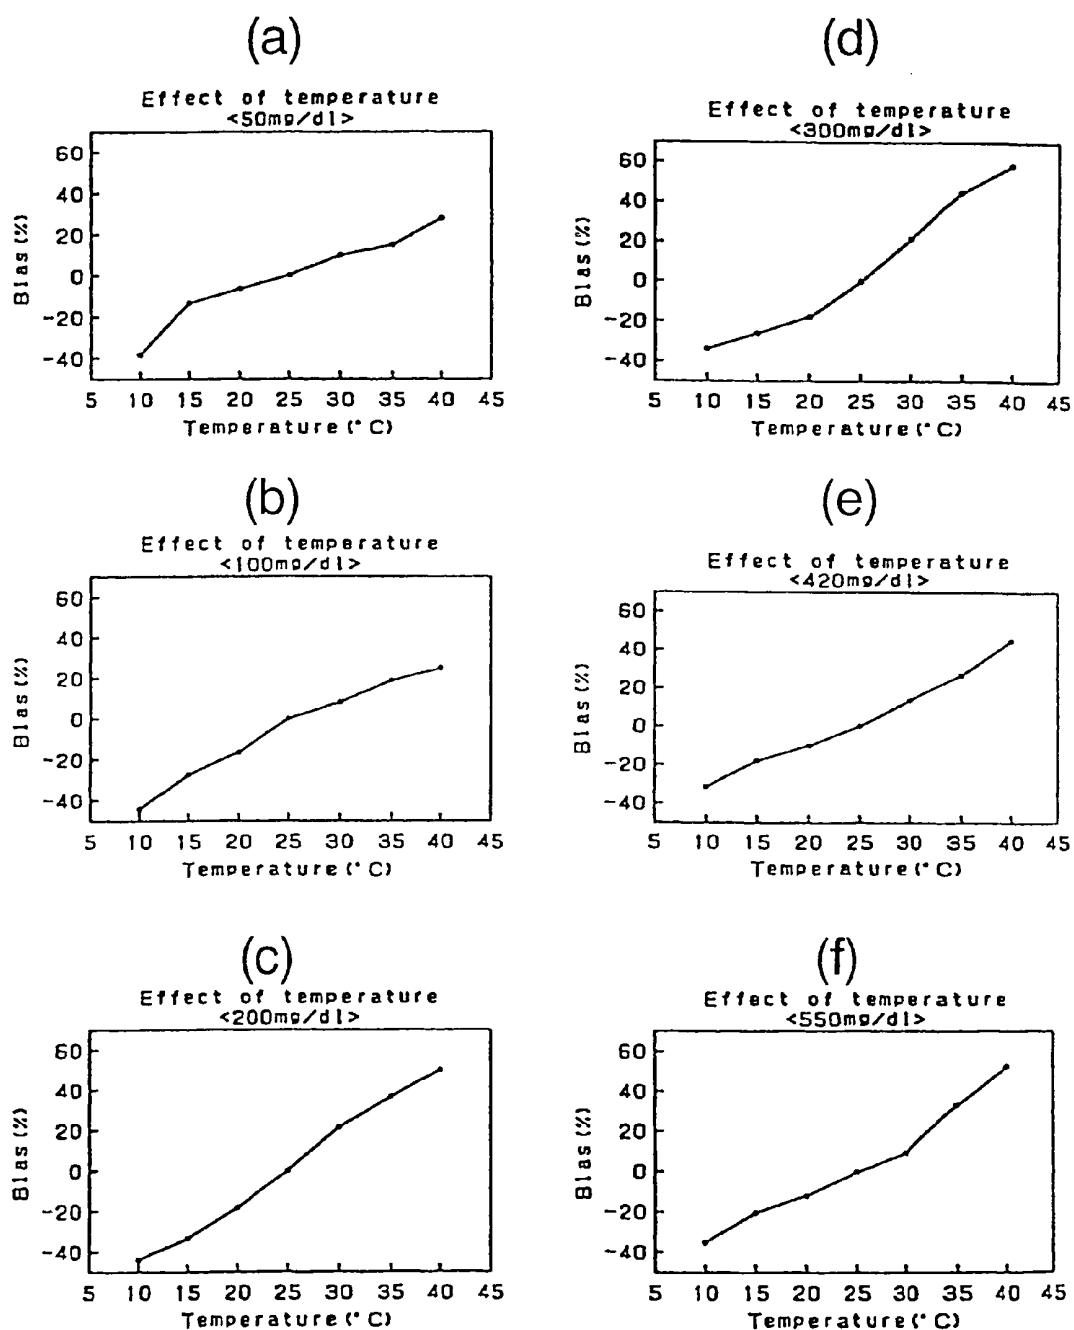 (a)
Effect of temperature
<50mg/dl>
60
40
20
0
-20
-40
Bias(%)
5 10 15 20 25 30 35 40 45
Temperature(°C)
(b)
Effect of temperature
<100mg/dl>
60
40
20
0
-20
-40
Bias(%)
5 10 15 20 25 30 35 40 45
Temperature(°C)
(c)
Effect of temperature
<200mg/dl>
60
40
20
0
-20
-40
Bias(%)
5 10 15 20 25 30 35 40 45
Temperature(°C)
(d)
Effect of temperature
<300mg/dl>
60
40
20
0
-20
-40
Bias(%)
5 10 15 20 25 30 35 40 45
Temperature(°C)
(e)
Effect of temperature
<420mg/dl>
60
40
20
0
-20
-40
Bias(%)
5 10 15 20 25 30 35 40 45
Temperature(°C)
(f)
Effect of temperature
<550mg/dl>
60
40
20
0
-20
-40
Bias(%)
5 10 15 20 25 30 35 40 45
Temperature(°C)